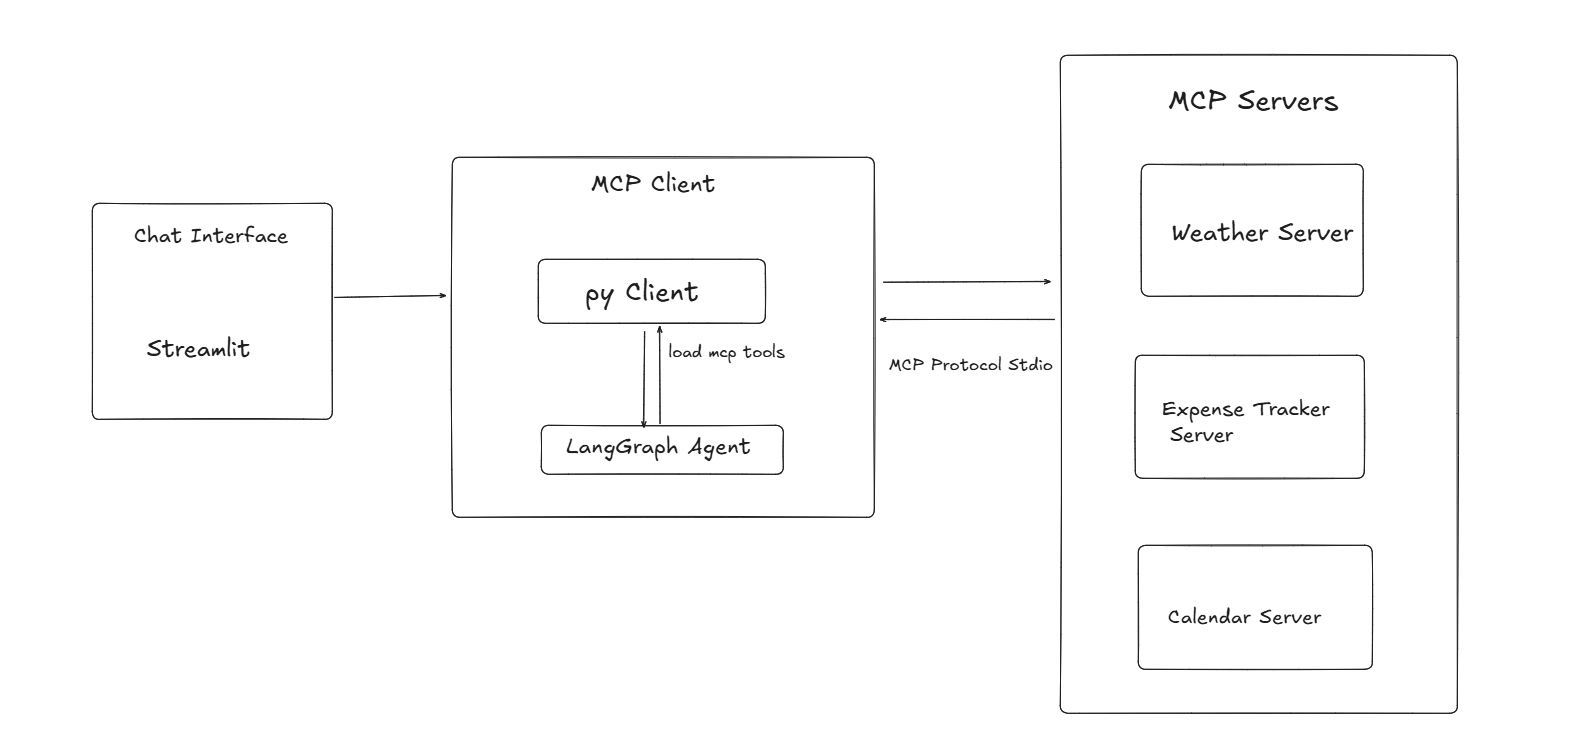 Chat Interface
Streamlit
MCP Client
py Client
load mcp tools
LangGraph Agent
MCP Protocol Stdio
MCP Servers
Weather Server
Expense Tracker
Server
Calendar Server